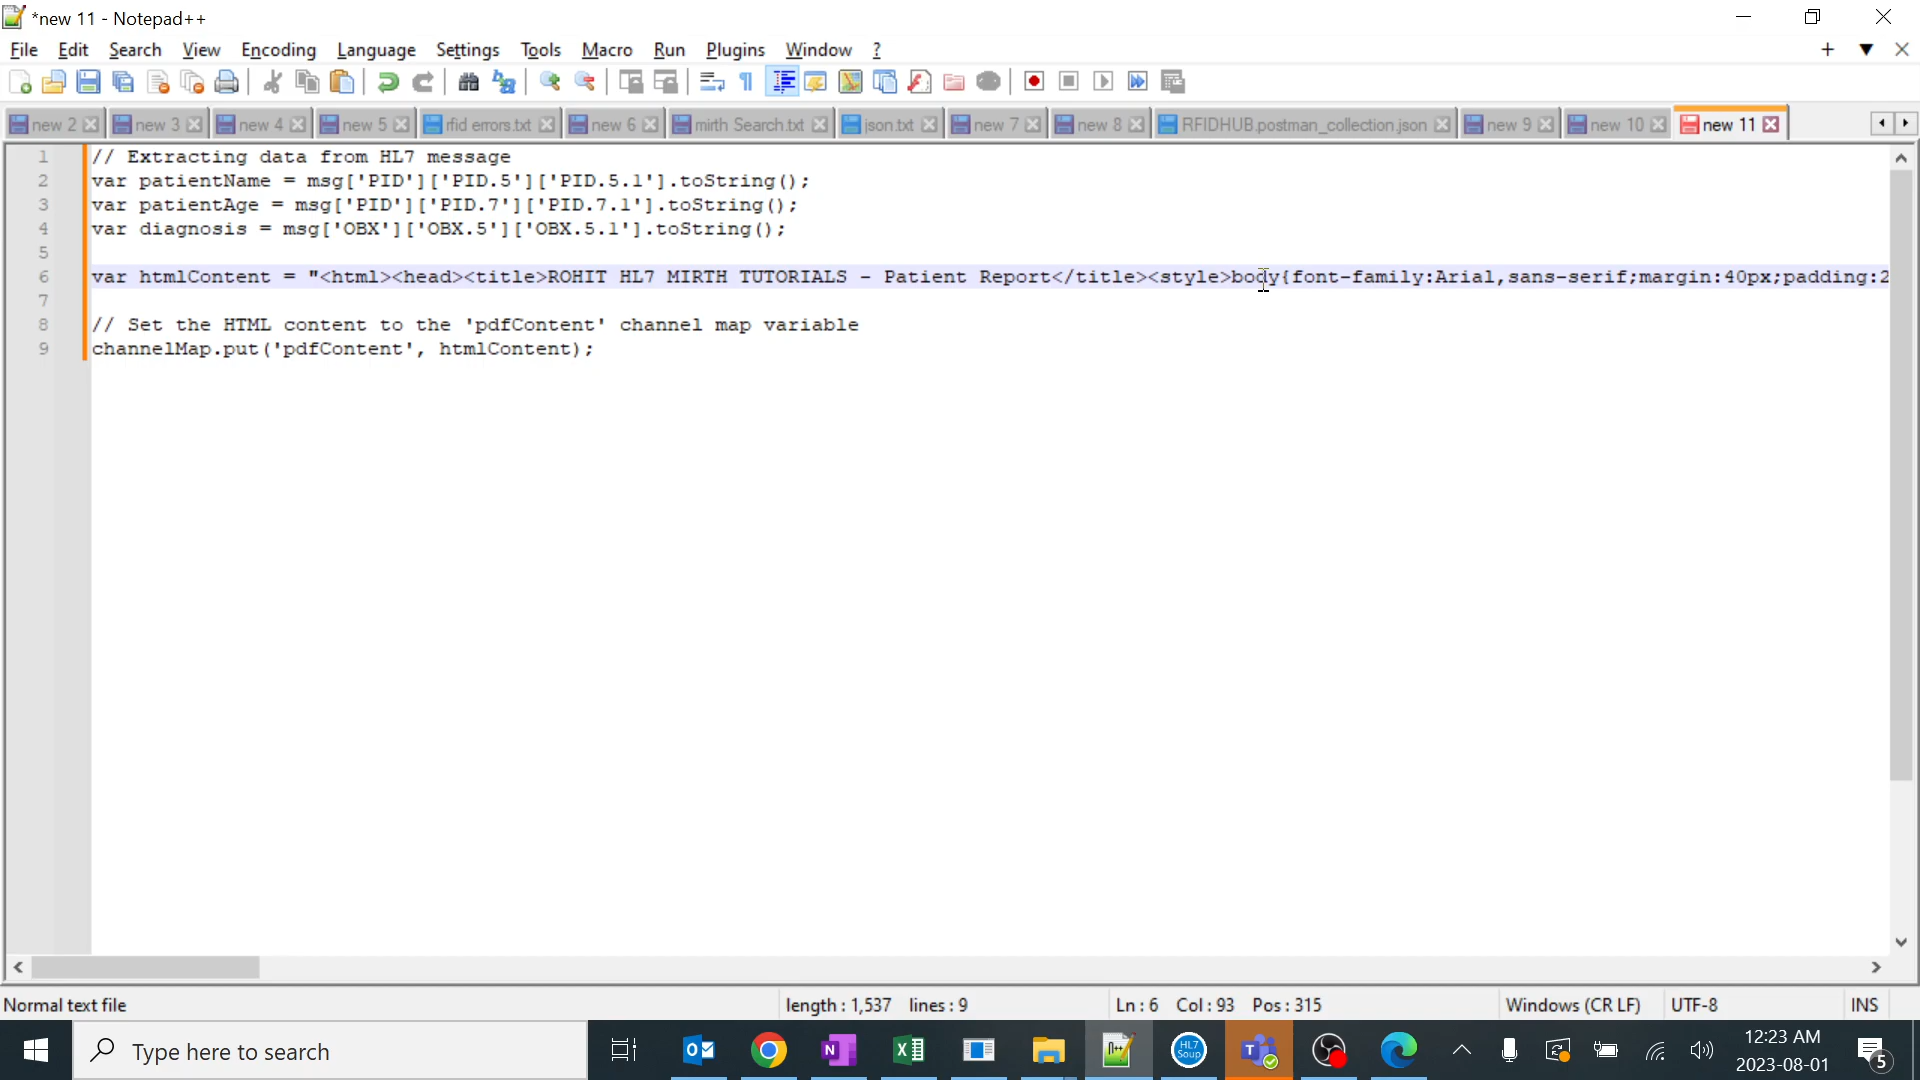 *new 11 - Notepad++
File Edit Search View Encoding Language Settings Tools Macro Run Plugins Window ?
new 2 new 3 new 4 new 5 rfid errors.txt new 6 mirth Search.txt json.txt new 7 new 8 RFIDHUB.postman_collection.json new 9 new 10 new 11
1 // Extracting data from HL7 message
2 var patientName = msg['PID']['PID.5']['PID.5.1'].toString();
3 var patientAge = msg['PID']['PID.7']['PID.7.1'].toString();
4 var diagnosis = msg['OBX']['OBX.5']['OBX.5.1'].toString();
5
6 var htmlContent = "<html><head><title>ROHIT HL7 MIRTH TUTORIALS - Patient Report</title><style>body{font-family:Arial,sans-serif;margin:40px;padding:2
7
8 // Set the HTML content to the 'pdfContent' channel map variable
9 channelMap.put('pdfContent', htmlContent);
Normal text file length : 1,537 lines : 9 Ln : 6 Col : 93 Pos : 315 Windows (CR LF) UTF-8 INS
Type here to search
HL7 Soup
12:23 AM
2023-08-01
5